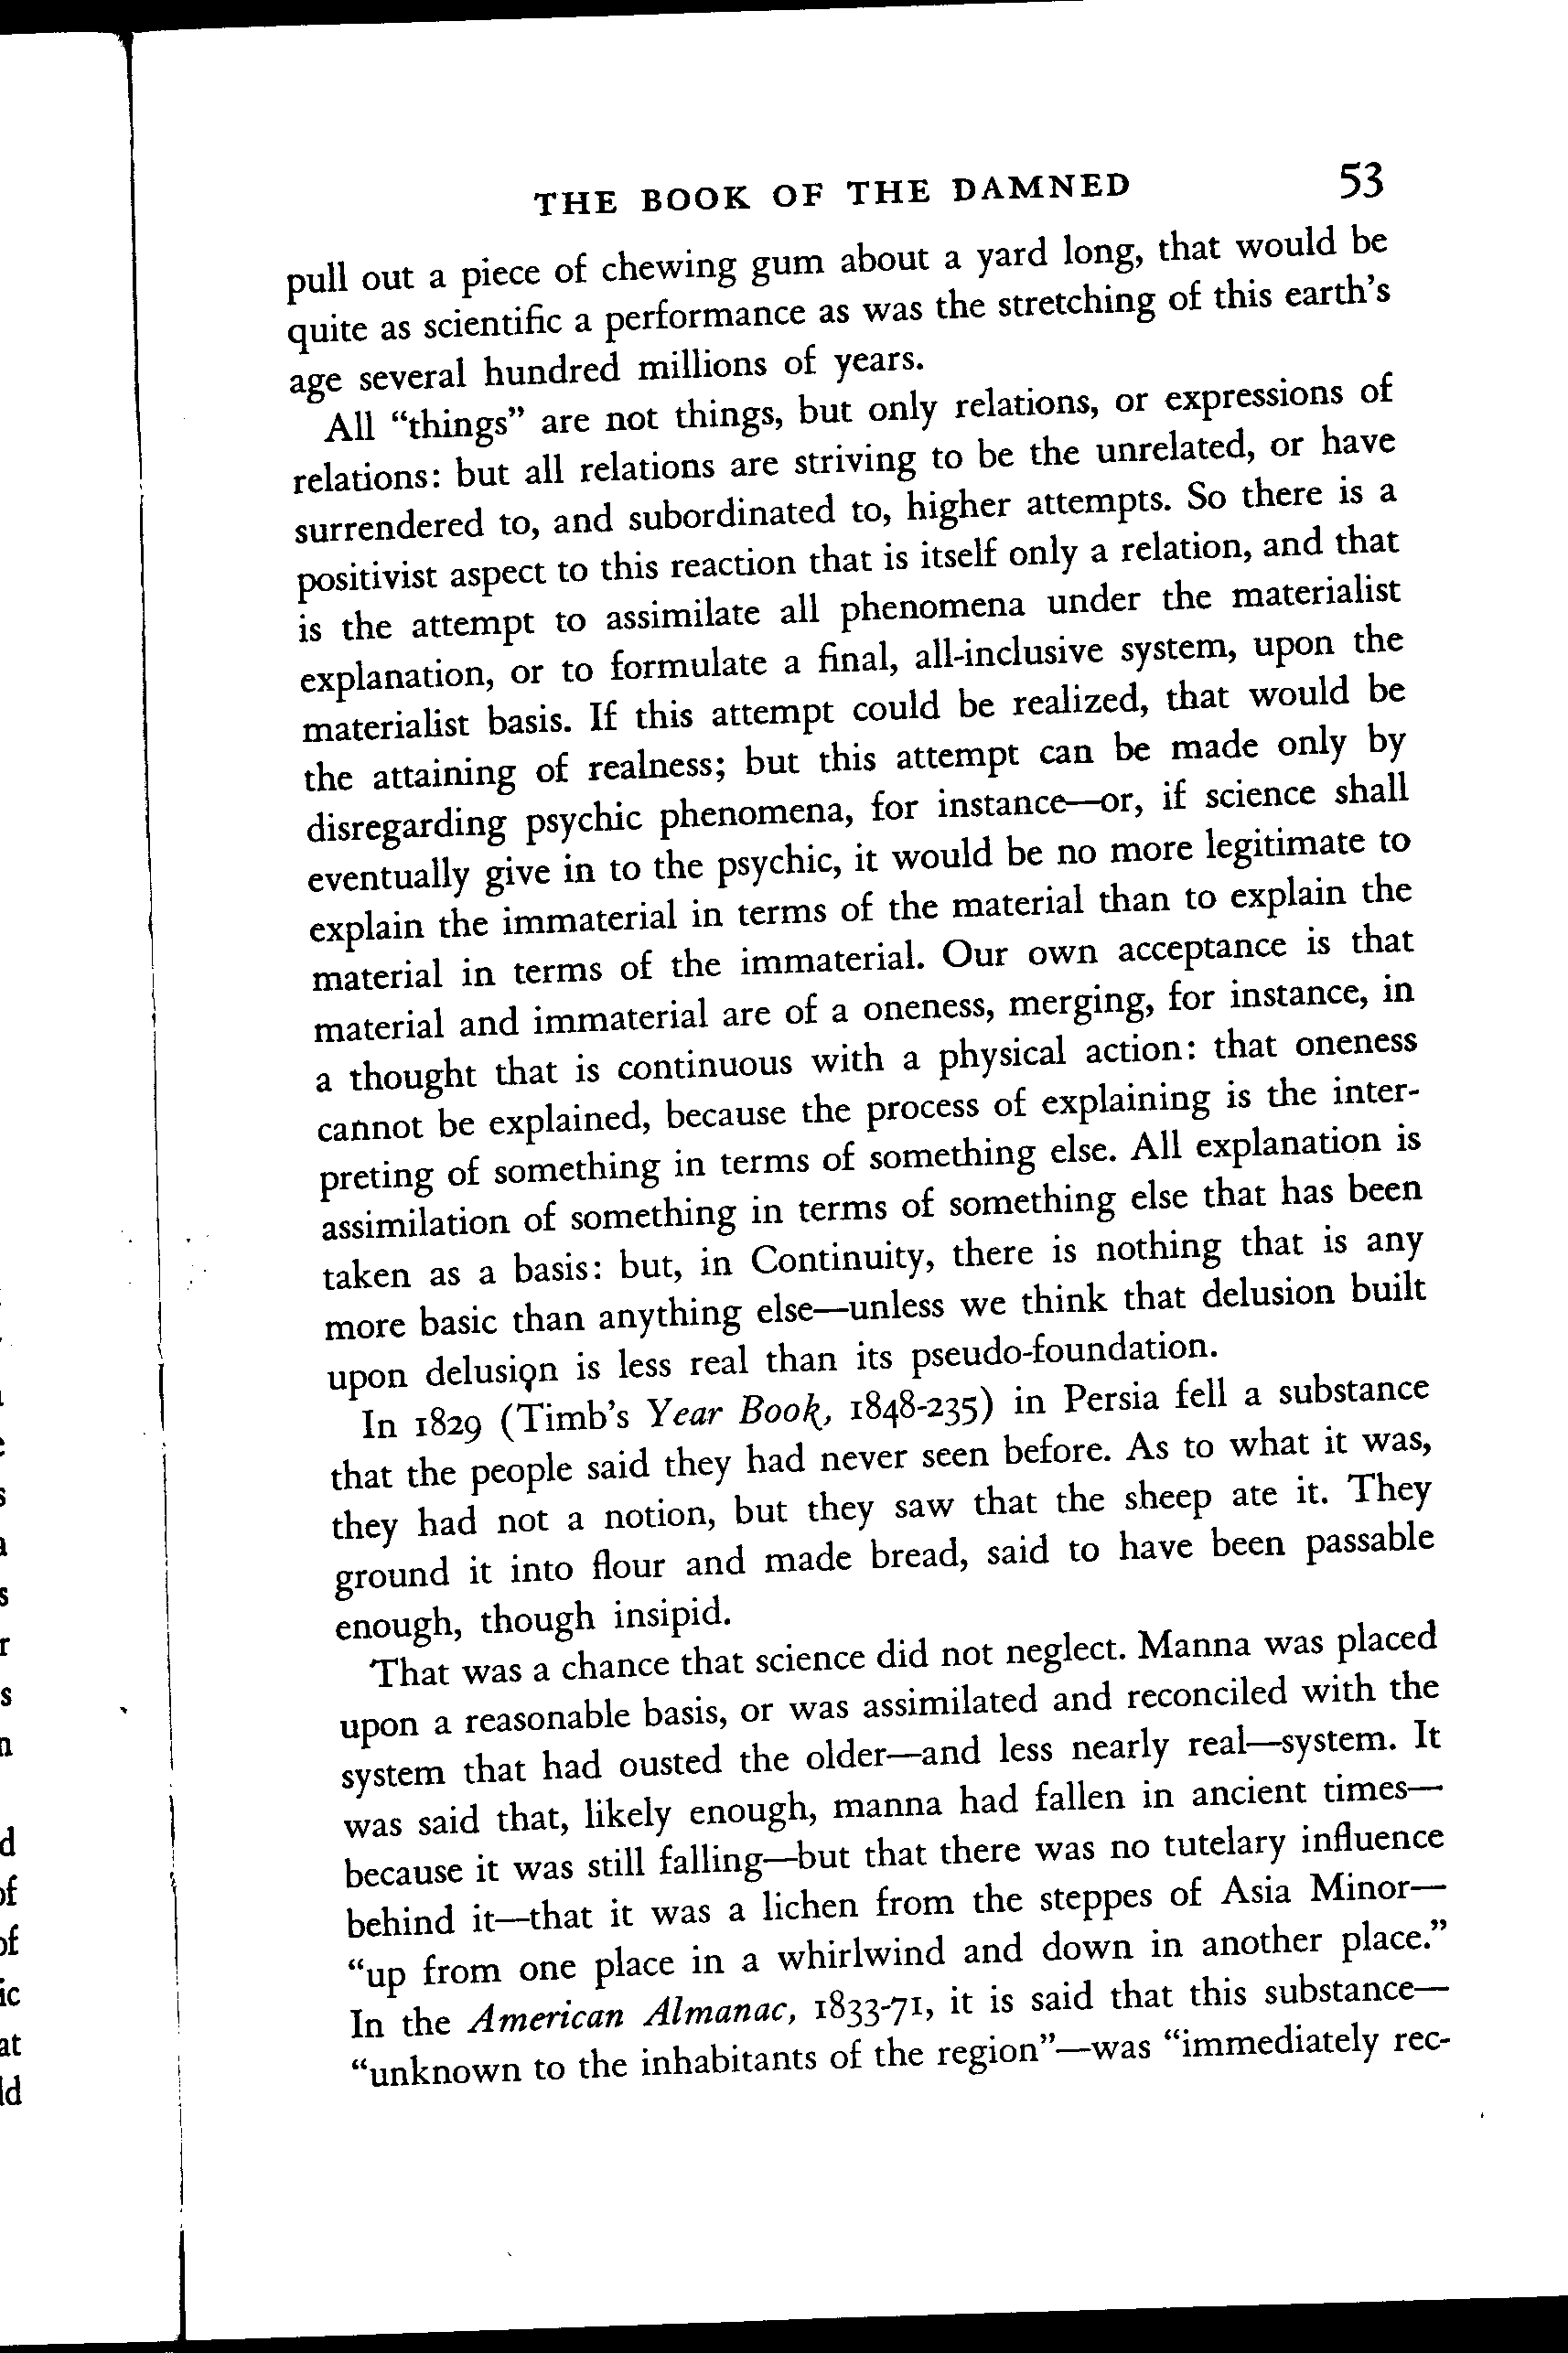 THE BOOK OF THE DAMNED 53
pull out a piece of chewing gum about a yard long, that would be
quite as scientific a performance as was the stretching of this earth's
age several hundred millions of years.
All “things” are not things, but only relations, or expressions of
relations: but all relations are striving to be the unrelated, or have
surrendered to, and subordinated to, higher attempts. So there is a
positivist aspect to this reaction that is itself only a relation, and that
is the attempt to assimilate all phenomena under the materialist
explanation, or to formulate a final, all-inclusive system, upon the
materialist basis. If this attempt could be realized, that would be
the attaining of realness; but this attempt can be made only by
disregarding psychic phenomena, for instance—or, if science shall
eventually give in to the psychic, it would be no more legitimate to
explain the immaterial in terms of the material than to explain the
material in terms of the immaterial. Our own acceptance is that
material and immaterial are of a oneness, merging, for instance, in
a thought that is continuous with a physical action: that oneness
cannot be explained, because the process of explaining is the inter-
preting of something in terms of something else. All explanation is
assimilation of something in terms of something else that has been
taken as a basis: but, in Continuity, there is nothing that is any
more basic than anything else—unless we think that delusion built
upon delusion is less real than its pseudo-foundation.
In 1829 (Timb's Year Book, 1848-235) in Persia fell a substance
that the people said they had never seen before. As to what it was,
they had not a notion, but they saw that the sheep ate it. They
ground it into flour and made bread, said to have been passable
enough, though insipid.
That was a chance that science did not neglect. Manna was placed
upon a reasonable basis, or was assimilated and reconciled with the
system that had ousted the older—and less nearly real—system. It
was said that, likely enough, manna had fallen in ancient times—
because it was still falling—but that there was no tutelary influence
behind it—that it was a lichen from the steppes of Asia Minor—
“up from one place in a whirlwind and down in another place.”
In the American Almanac, 1833-71, it is said that this substance—
“unknown to the inhabitants of the region”—was “immediately rec-